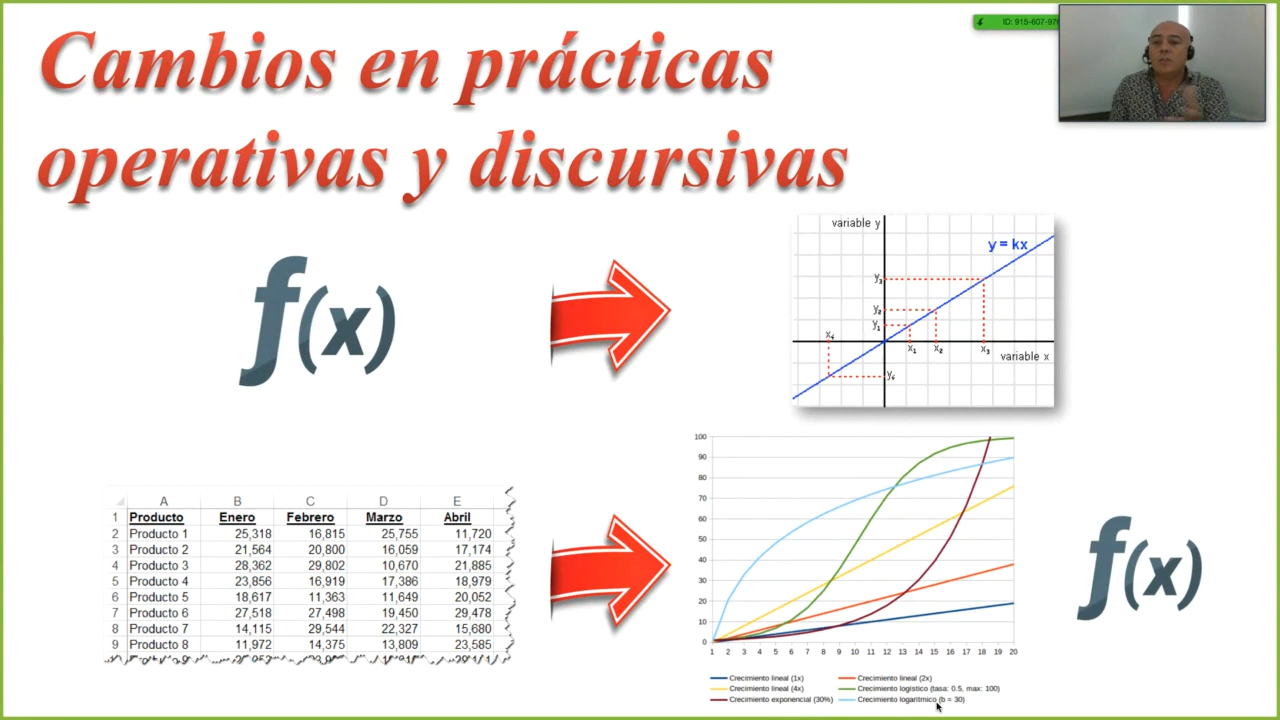 ID: 915-607-976
Cambios en prácticas
operativas y discursivas
f(x)
variable y
y = kx
y3
y2
y1
x4
x1 x2 x3
variable x
y4
A B C D E
1 Producto Enero Febrero Marzo Abril
2 Producto 1 25,318 16,815 25,755 11,720
3 Producto 2 21,564 20,800 16,059 17,174
4 Producto 3 28,362 29,802 10,670 21,885
5 Producto 4 23,856 16,919 17,386 18,979
6 Producto 5 18,617 11,363 11,649 20,052
7 Producto 6 27,518 27,498 19,450 29,478
8 Producto 7 14,115 29,544 22,327 15,680
9 Producto 8 11,972 14,375 13,809 23,585
100
90
80
70
60
50
40
30
20
10
0
1 2 3 4 5 6 7 8 9 10 11 12 13 14 15 16 17 18 19 20
Crecimiento lineal (1x) Crecimiento lineal (2x)
Crecimiento lineal (4x) Crecimiento logístico (tasa: 0.5, max: 100)
Crecimiento exponencial (30%) Crecimiento logarítmico (b = 30)
f(x)